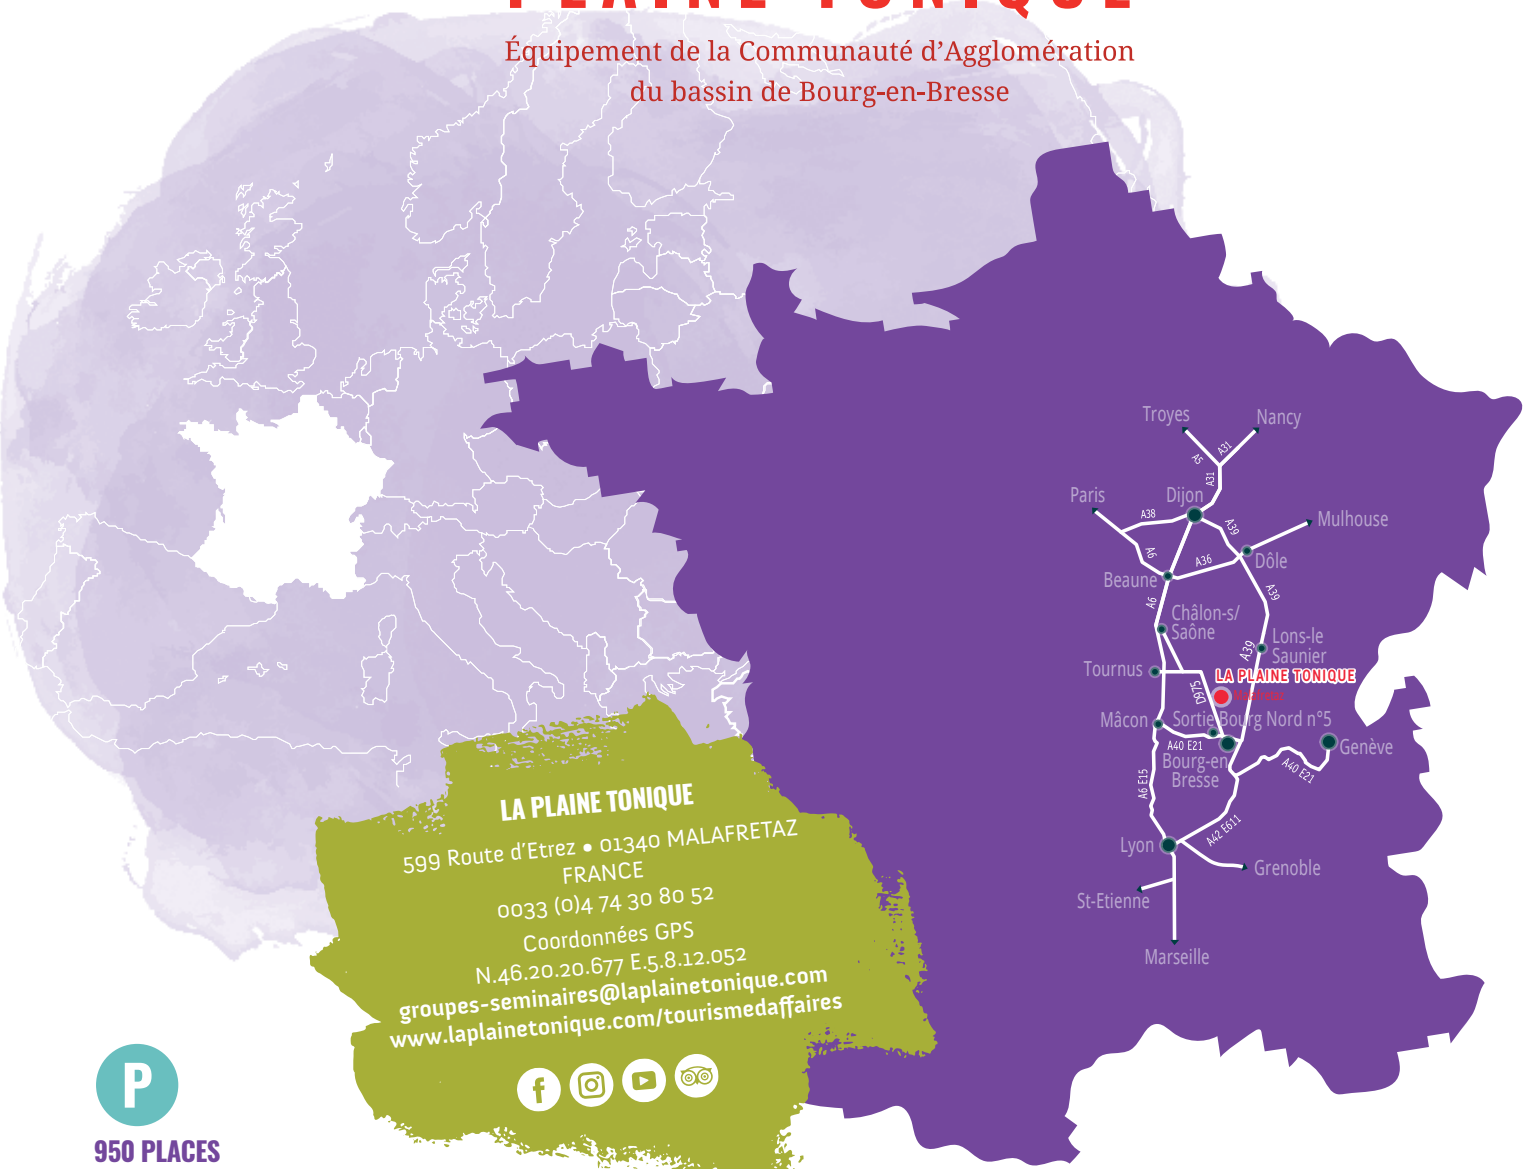 PLAINE TONIQUE
Équipement de la Communauté d'Agglomération
du bassin de Bourg-en-Bresse
Troyes
Nancy
A5
A31
A31
Paris
Dijon
A38
A39
Mulhouse
A6
A36
Dôle
Beaune
A6
A39
Châlon-s/
Saône
Lons-le
Saunier
A39
Tournus
LA PLAINE TONIQUE
D975
Mâcon
Sortie Bourg Nord n°5
A40 E21
Genève
Bourg-en
Bresse
A40 E21
A6 E15
Lyon
A42 E611
Grenoble
St-Etienne
Marseille
LA PLAINE TONIQUE
599 Route d'Etrez • 01340 MALAFRETAZ
FRANCE
0033 (0)4 74 30 80 52
Coordonnées GPS
N.46.20.20.677 E.5.8.12.052
groupes-seminaires@laplainetonique.com
www.laplainetonique.com/tourismedaffaires
P
950 PLACES